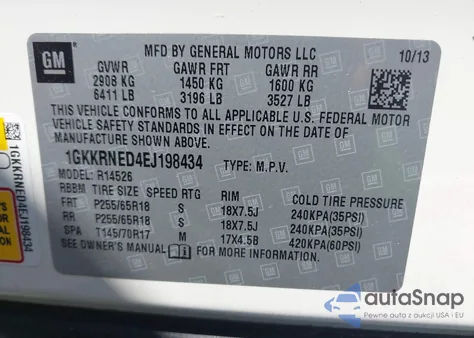 GM
MFD BY GENERAL MOTORS LLC
10/13
GVWR GAWR FRT GAWR RR
2908 KG 1450 KG 1600 KG
6411 LB 3196 LB 3527 LB
THIS VEHICLE CONFORMS TO ALL APPLICABLE U.S. FEDERAL MOTOR
VEHICLE SAFETY AND BUMPER STANDARDS IN EFFECT ON THE DATE OF
MANUFACTURE SHOWN ABOVE.
1GKKRNED4EJ198434 TYPE: M.P.V.
MODEL: R14526
RBBM TIRE SIZE SPEED RTG RIM COLD TIRE PRESSURE
FRT P255/65R18 S 18X7.5J 240KPA(35PSI)
RR P255/65R18 S 18X7.5J 240KPA(35PSI)
SPA T145/70R17 M 17X4.5B 420KPA(60PSI)
SEE OWNER'S MANUAL FOR MORE INFORMATION.
1GKKRNED4EJ198434
autoSnap
Pewne auta z aukcji USA i EU